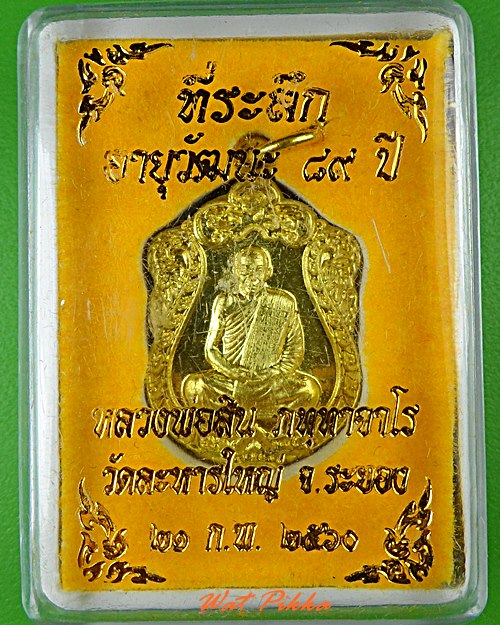 ที่ระลึก
อายุวัฒนะ ๘๙ ปี
หลวงพ่อสิน ภทฺทาจาโร
วัดละหารใหญ่ จ.ระยอง
๒๑ ก.พ. ๒๕๖๑
Wat Pikka